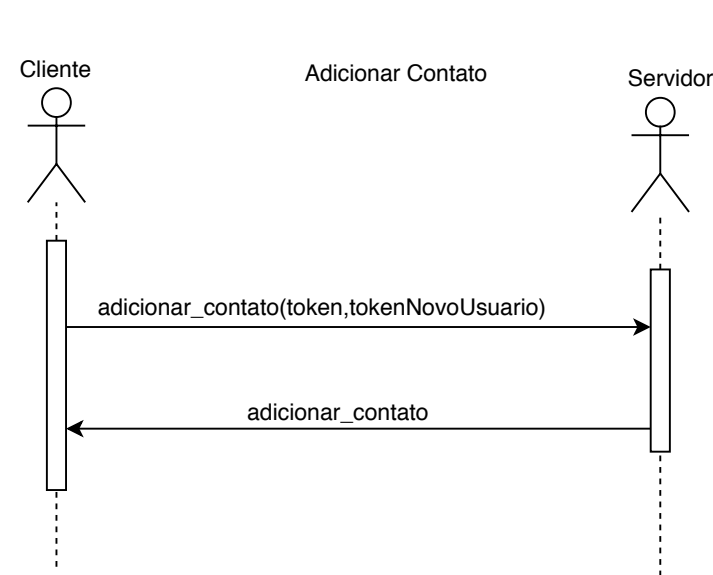 Cliente
Adicionar Contato
Servidor
adicionar_contato(token,tokenNovoUsuario)
adicionar_contato